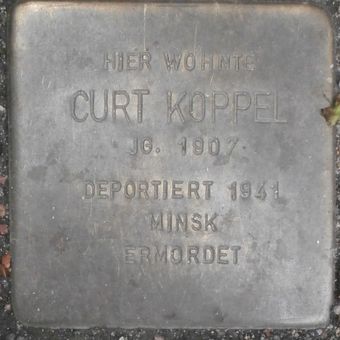 HIER WOHNTE
CURT KOPPEL
JG. 1907
DEPORTIERT 1941
MINSK
ERMORDET